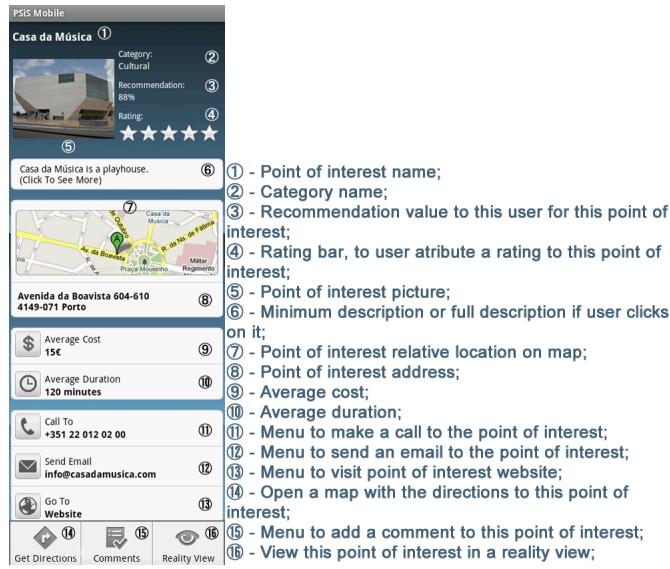 PSiS Mobile
Casa da Música ①
Category:
Cultural
②
Recommendation:
88%
③
Rating:
④
⑤
Casa da Música is a playhouse.
(Click To See More)
⑥
⑦
Casa da
Musica
de Outubro
Av. da Boavista
A
R. da Ns. de Fátima
Praça Mouzinho
Militar
Regimento
Avenida da Boavista 604-610
4149-071 Porto
⑧
Average Cost
15€
⑨
Average Duration
120 minutes
⑩
Call To
+351 22 012 02 00
⑪
Send Email
info@casadamusica.com
⑫
Go To
Website
⑬
⑭ ⑮ ⑯
Get Directions Comments Reality View
① - Point of interest name;
② - Category name;
③ - Recommendation value to this user for this point of
interest;
④ - Rating bar, to user atribute a rating to this point of
interest;
⑤ - Point of interest picture;
⑥ - Minimum description or full description if user clicks
on it;
⑦ - Point of interest relative location on map;
⑧ - Point of interest address;
⑨ - Average cost;
⑩ - Average duration;
⑪ - Menu to make a call to the point of interest;
⑫ - Menu to send an email to the point of interest;
⑬ - Menu to visit point of interest website;
⑭ - Open a map with the directions to this point of
interest;
⑮ - Menu to add a comment to this point of interest;
⑯ - View this point of interest in a reality view;